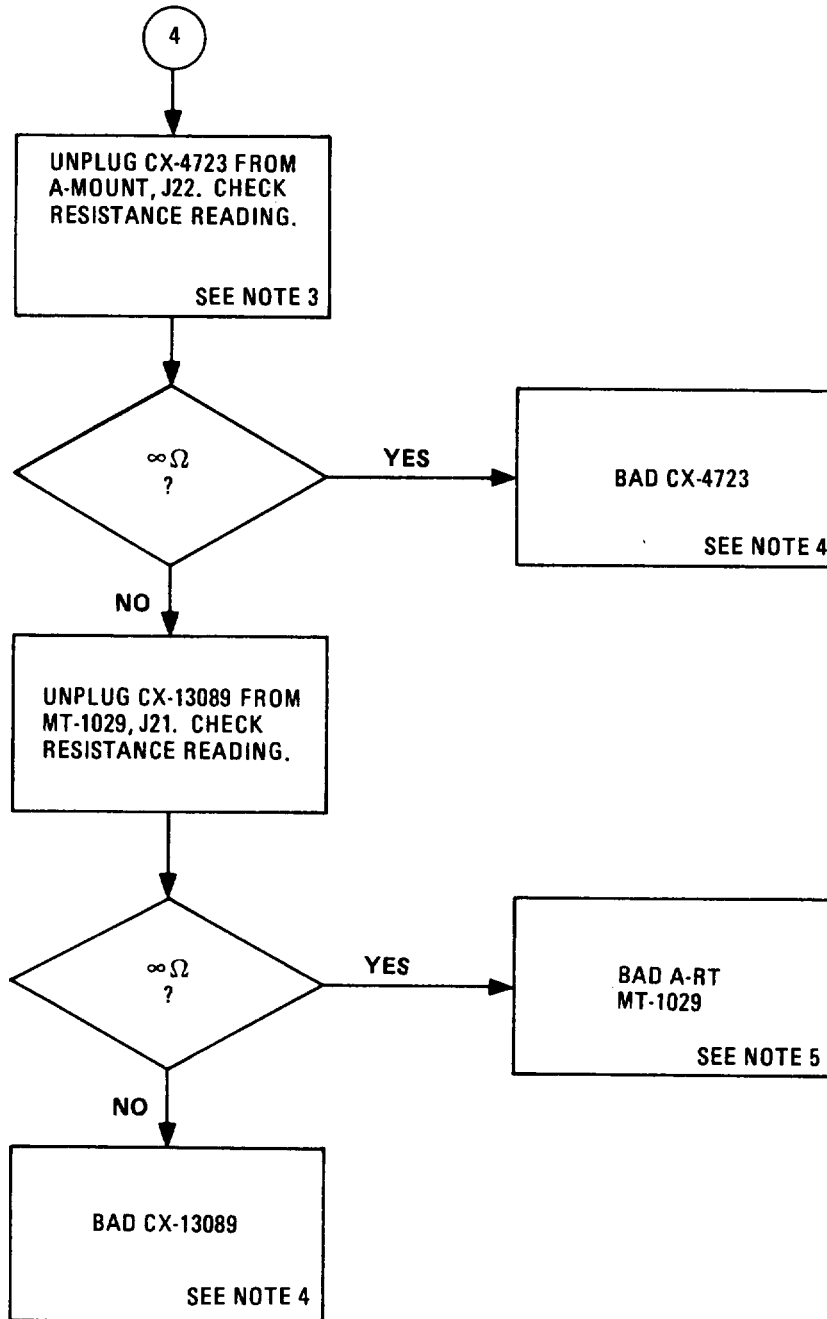 4
UNPLUG CX-4723 FROM
A-MOUNT, J22. CHECK
RESISTANCE READING.
SEE NOTE 3
∞Ω
?
YES
BAD CX-4723
SEE NOTE 4
NO
UNPLUG CX-13089 FROM
MT-1029, J21. CHECK
RESISTANCE READING.
∞Ω
?
YES
BAD A-RT
MT-1029
SEE NOTE 5
NO
BAD CX-13089
SEE NOTE 4